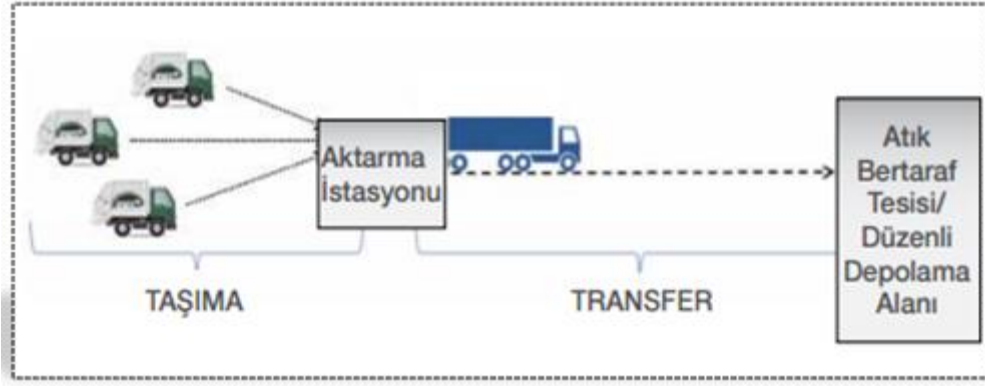 Aktarma
İstasyonu
Atık
Bertaraf
Tesisi/
Düzenli
Depolama
Alanı
TAŞIMA
TRANSFER